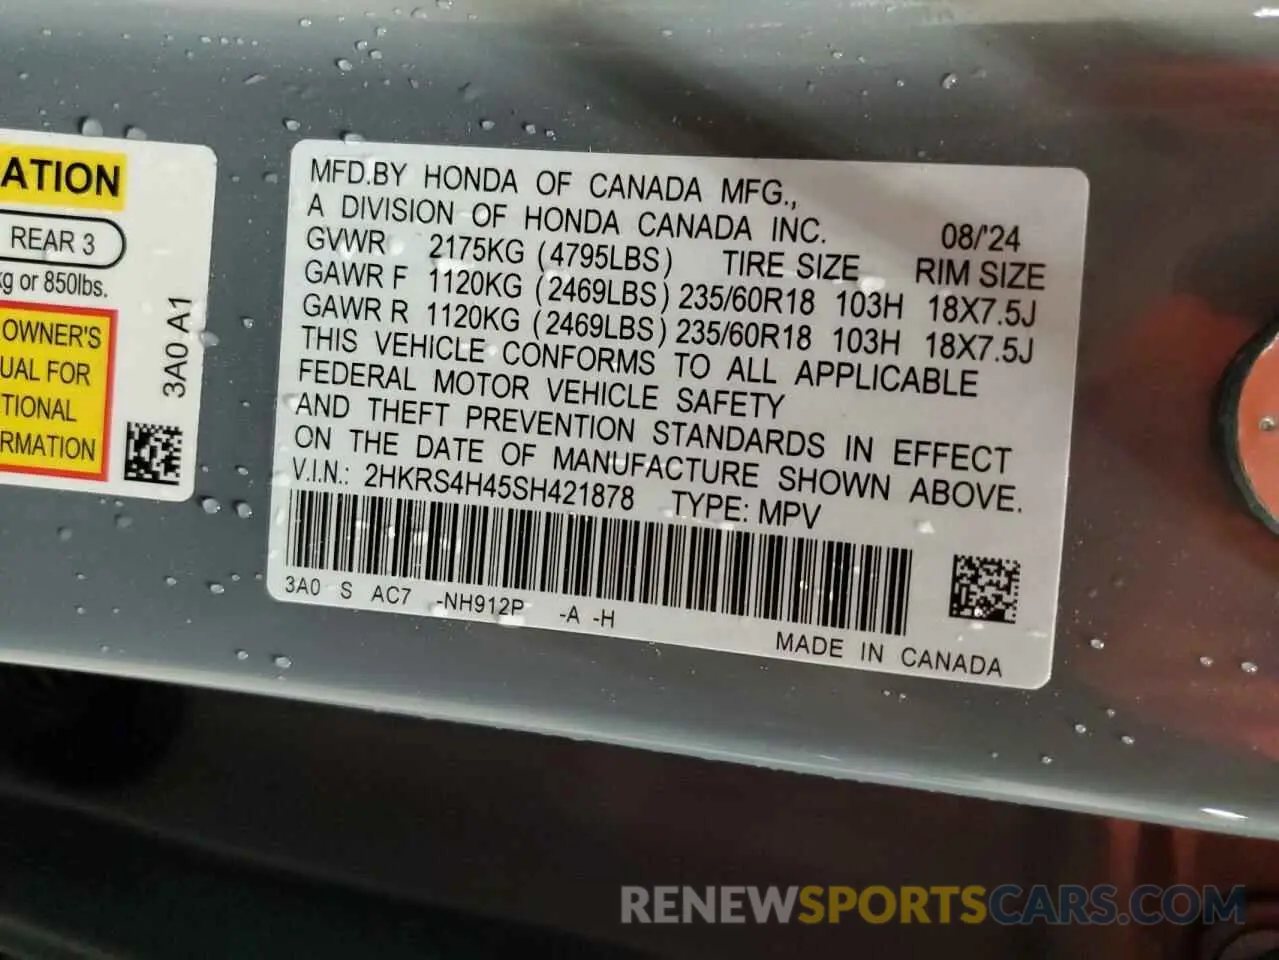 ATION
REAR 3
kg or 850lbs.
OWNER'S
UAL FOR
TIONAL
RMATION
3A0 A1
MFD.BY HONDA OF CANADA MFG.,
A DIVISION OF HONDA CANADA INC. 08/'24
GVWR 2175KG (4795LBS) TIRE SIZE RIM SIZE
GAWR F 1120KG (2469LBS) 235/60R18 103H 18X7.5J
GAWR R 1120KG (2469LBS) 235/60R18 103H 18X7.5J
THIS VEHICLE CONFORMS TO ALL APPLICABLE
FEDERAL MOTOR VEHICLE SAFETY
AND THEFT PREVENTION STANDARDS IN EFFECT
ON THE DATE OF MANUFACTURE SHOWN ABOVE.
V.I.N.: 2HKRS4H45SH421878 TYPE: MPV
3A0 S AC7 -NH912P -A -H
MADE IN CANADA
RENEWSPORTSCARS.COM